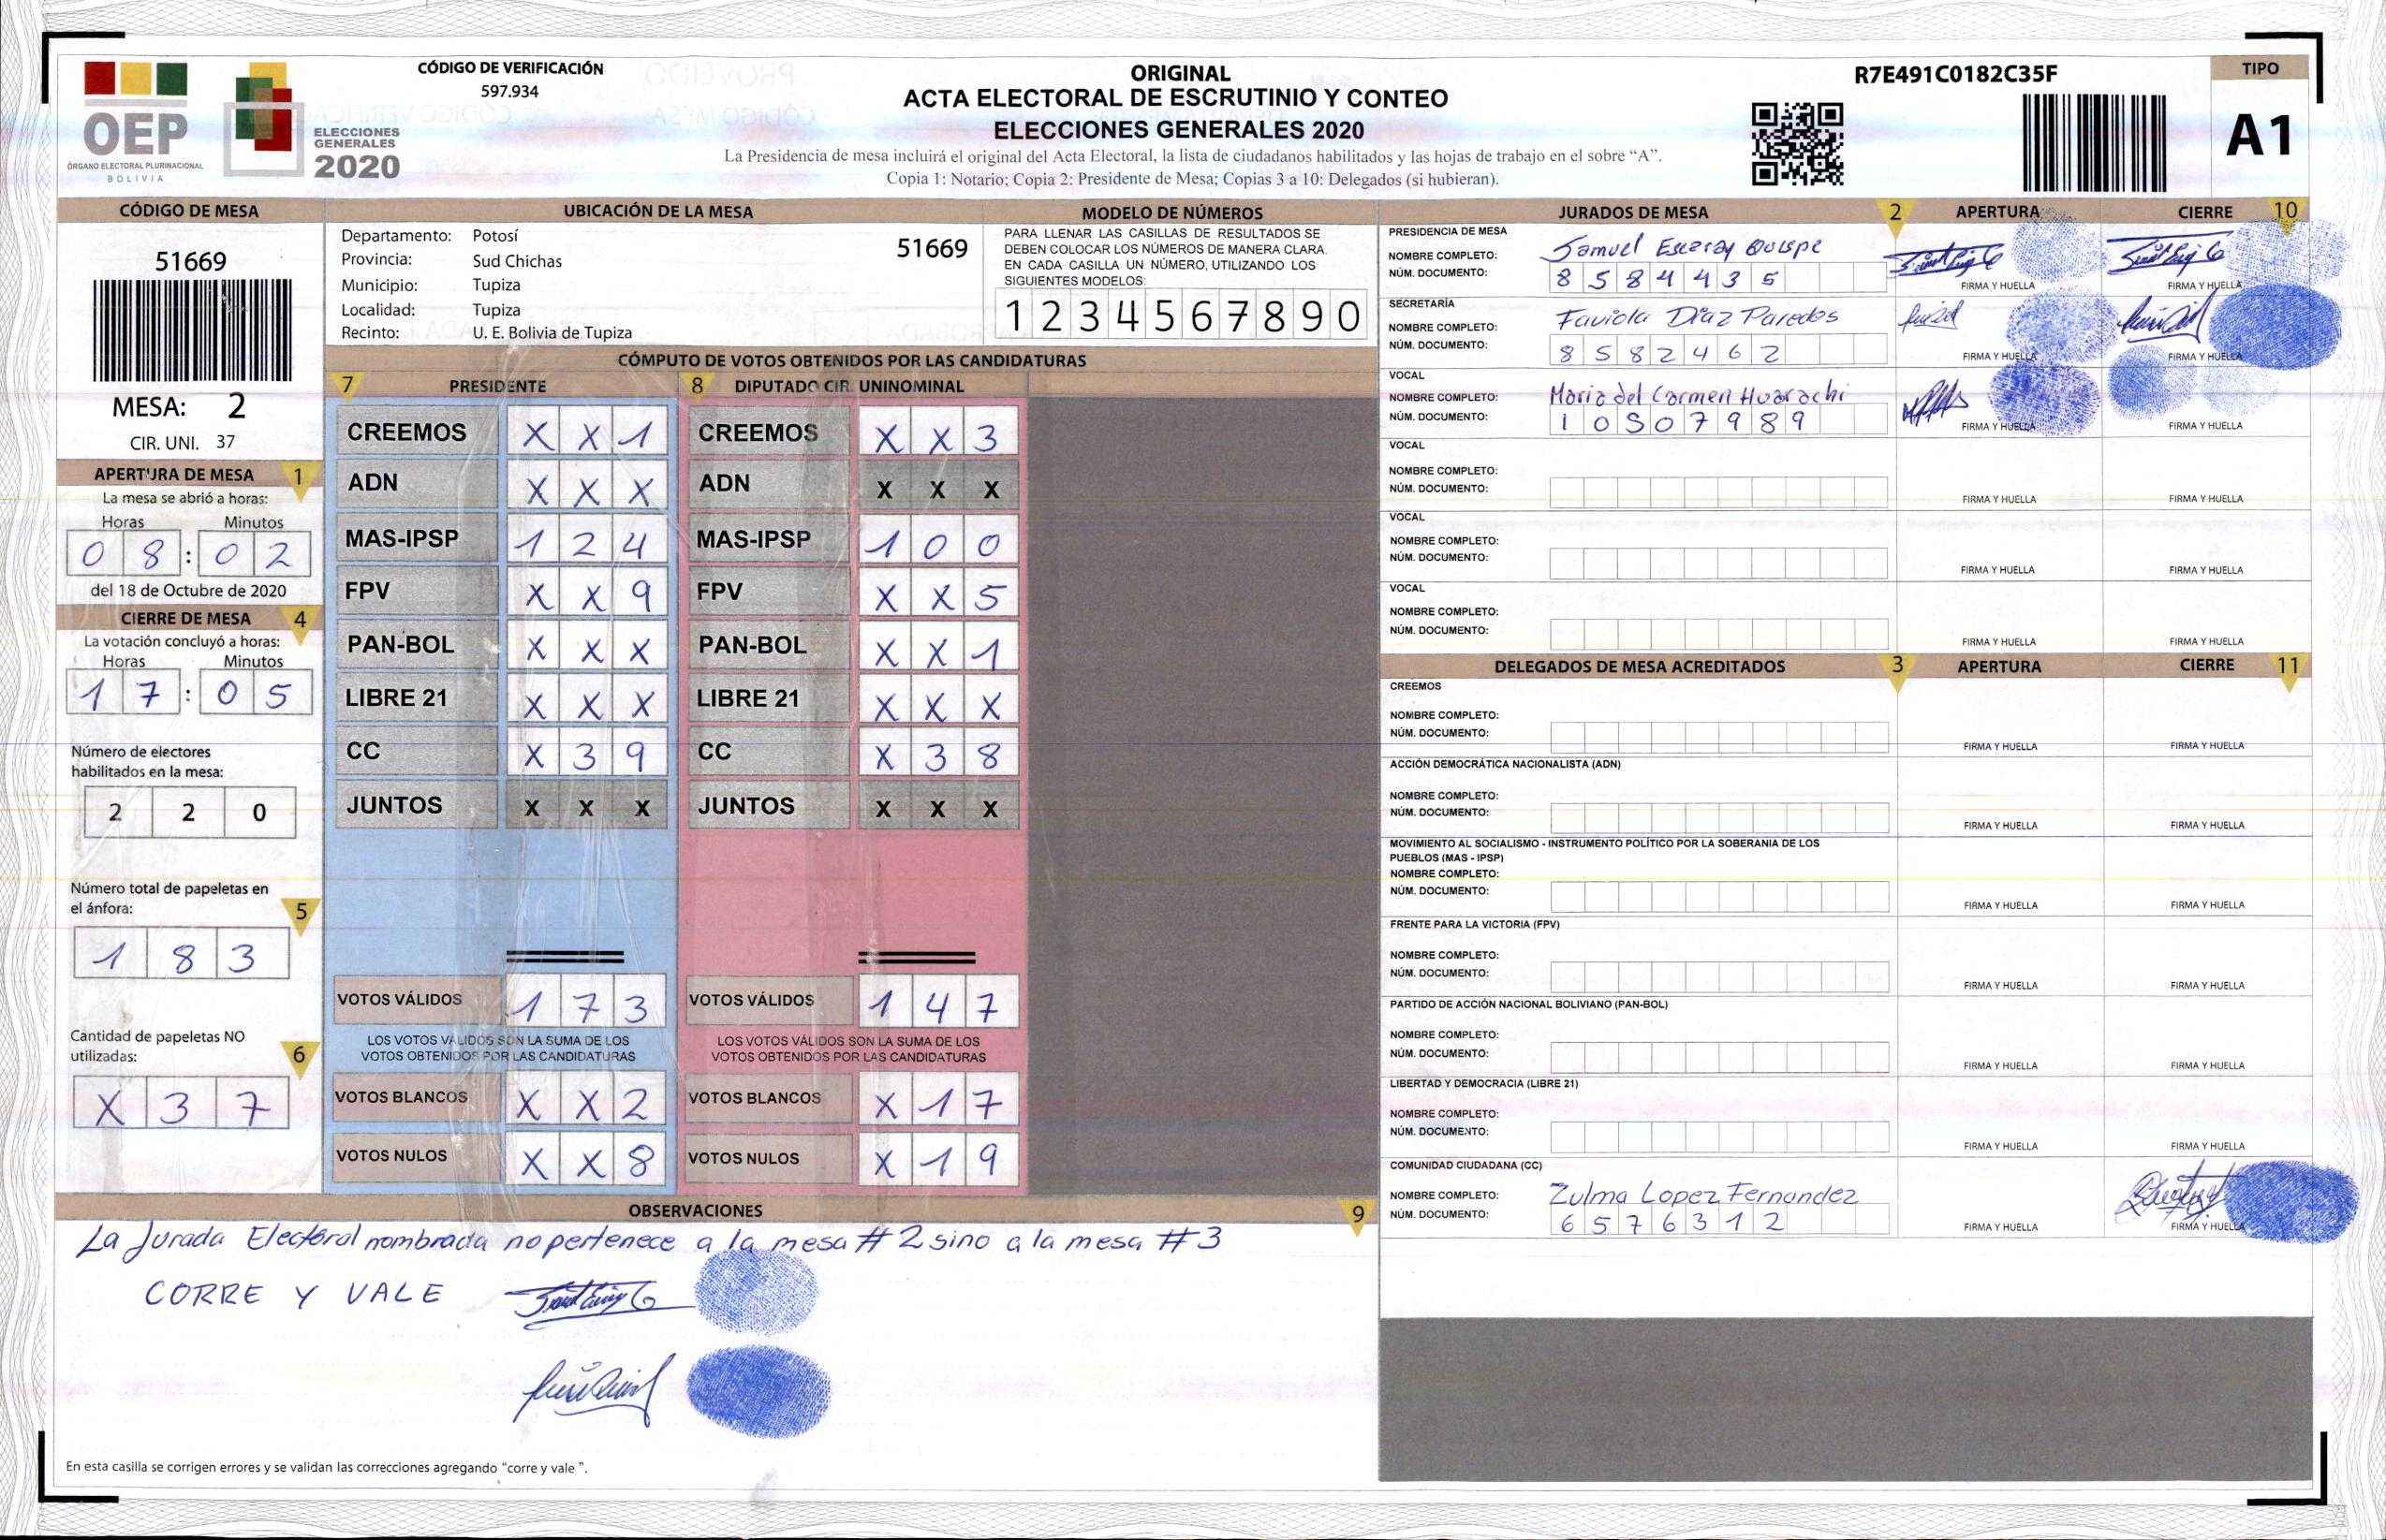 OEP
ÓRGANO ELECTORAL PLURINACIONAL
BOLIVIA
ELECCIONES
GENERALES
2020
CÓDIGO DE VERIFICACIÓN
597.934
ORIGINAL
ACTA ELECTORAL DE ESCRUTINIO Y CONTEO
ELECCIONES GENERALES 2020
La Presidencia de mesa incluirá el original del Acta Electoral, la lista de ciudadanos habilitados y las hojas de trabajo en el sobre “A”.
Copia 1: Notario; Copia 2: Presidente de Mesa; Copias 3 a 10: Delegados (si hubieran).
R7E491C0182C35F
TIPO
A1
CÓDIGO DE MESA
51669
MESA: 2
CIR. UNI. 37
APERTURA DE MESA 1
La mesa se abrió a horas:
Horas Minutos
0 8 : 0 2
del 18 de Octubre de 2020
CIERRE DE MESA 4
La votación concluyó a horas:
Horas Minutos
1 7 : 0 5
Número de electores
habilitados en la mesa:
2 2 0
Número total de papeletas en
el ánfora:
5
1 8 3
Cantidad de papeletas NO
utilizadas:
6
X 3 7
UBICACIÓN DE LA MESA
Departamento: Potosí
Provincia: Sud Chichas
Municipio: Tupiza
Localidad: Tupiza
Recinto: U. E. Bolivia de Tupiza
51669
MODELO DE NÚMEROS
PARA LLENAR LAS CASILLAS DE RESULTADOS SE
DEBEN COLOCAR LOS NÚMEROS DE MANERA CLARA.
EN CADA CASILLA UN NÚMERO, UTILIZANDO LOS
SIGUIENTES MODELOS:
1 2 3 4 5 6 7 8 9 0
CÓMPUTO DE VOTOS OBTENIDOS POR LAS CANDIDATURAS
7 PRESIDENTE
CREEMOS X X 1
ADN X X X
MAS-IPSP 1 2 4
FPV X X 9
PAN-BOL X X X
LIBRE 21 X X X
CC X 3 9
JUNTOS X X X
VOTOS VÁLIDOS 1 7 3
LOS VOTOS VÁLIDOS SON LA SUMA DE LOS
VOTOS OBTENIDOS POR LAS CANDIDATURAS
VOTOS BLANCOS X X 2
VOTOS NULOS X X 8
8 DIPUTADO CIR. UNINOMINAL
CREEMOS X X 3
ADN X X X
MAS-IPSP 1 0 0
FPV X X 5
PAN-BOL X X 1
LIBRE 21 X X X
CC X 3 8
JUNTOS X X X
VOTOS VÁLIDOS 1 4 7
LOS VOTOS VÁLIDOS SON LA SUMA DE LOS
VOTOS OBTENIDOS POR LAS CANDIDATURAS
VOTOS BLANCOS X 1 7
VOTOS NULOS X 1 9
OBSERVACIONES 9
La Jurada Electoral nombrada no pertenece a la mesa # 2 sino a la mesa # 3
CORRE Y VALE
En esta casilla se corrigen errores y se validan las correcciones agregando “corre y vale ”.
JURADOS DE MESA 2 APERTURA CIERRE 10
PRESIDENCIA DE MESA
NOMBRE COMPLETO: Samuel Quispe
NÚM. DOCUMENTO: 8 5 8 4 4 3 5
FIRMA Y HUELLA FIRMA Y HUELLA
SECRETARÍA
NOMBRE COMPLETO: Faviola Diaz Paredes
NÚM. DOCUMENTO: 8 5 8 2 4 6 2
FIRMA Y HUELLA FIRMA Y HUELLA
VOCAL
NOMBRE COMPLETO: Maria del Carmen Huarachi
NÚM. DOCUMENTO: 1 0 5 0 7 9 8 9
FIRMA Y HUELLA FIRMA Y HUELLA
VOCAL
NOMBRE COMPLETO:
NÚM. DOCUMENTO:
FIRMA Y HUELLA FIRMA Y HUELLA
VOCAL
NOMBRE COMPLETO:
NÚM. DOCUMENTO:
FIRMA Y HUELLA FIRMA Y HUELLA
VOCAL
NOMBRE COMPLETO:
NÚM. DOCUMENTO:
FIRMA Y HUELLA FIRMA Y HUELLA
DELEGADOS DE MESA ACREDITADOS 3 APERTURA CIERRE 11
CREEMOS
NOMBRE COMPLETO:
NÚM. DOCUMENTO:
FIRMA Y HUELLA FIRMA Y HUELLA
ACCIÓN DEMOCRÁTICA NACIONALISTA (ADN)
NOMBRE COMPLETO:
NÚM. DOCUMENTO:
FIRMA Y HUELLA FIRMA Y HUELLA
MOVIMIENTO AL SOCIALISMO - INSTRUMENTO POLÍTICO POR LA SOBERANIA DE LOS
PUEBLOS (MAS - IPSP)
NOMBRE COMPLETO:
NÚM. DOCUMENTO:
FIRMA Y HUELLA FIRMA Y HUELLA
FRENTE PARA LA VICTORIA (FPV)
NOMBRE COMPLETO:
NÚM. DOCUMENTO:
FIRMA Y HUELLA FIRMA Y HUELLA
PARTIDO DE ACCIÓN NACIONAL BOLIVIANO (PAN-BOL)
NOMBRE COMPLETO:
NÚM. DOCUMENTO:
FIRMA Y HUELLA FIRMA Y HUELLA
LIBERTAD Y DEMOCRACIA (LIBRE 21)
NOMBRE COMPLETO:
NÚM. DOCUMENTO:
FIRMA Y HUELLA FIRMA Y HUELLA
COMUNIDAD CIUDADANA (CC)
NOMBRE COMPLETO: Zulma Lopez Fernandez
NÚM. DOCUMENTO: 6 5 7 6 3 1 2
FIRMA Y HUELLA FIRMA Y HUELLA